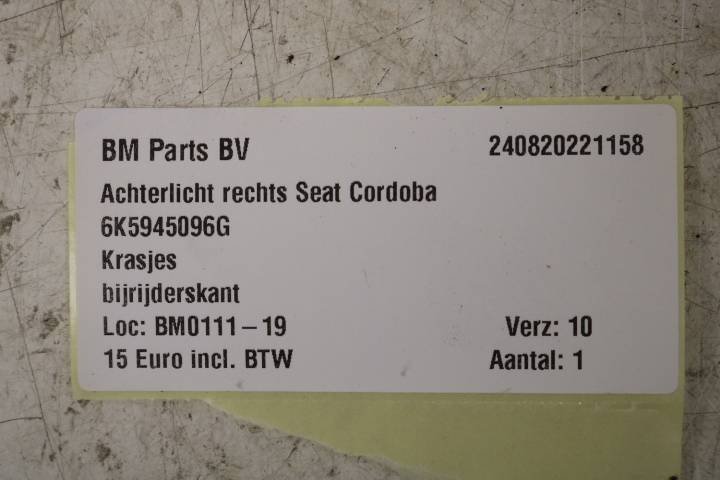 BM Parts BV 240820221158
Achterlicht rechts Seat Cordoba
6K5945096G
Krasjes
bijrijderskant
Loc: BM0111-19 Verz: 10
15 Euro incl. BTW Aantal: 1